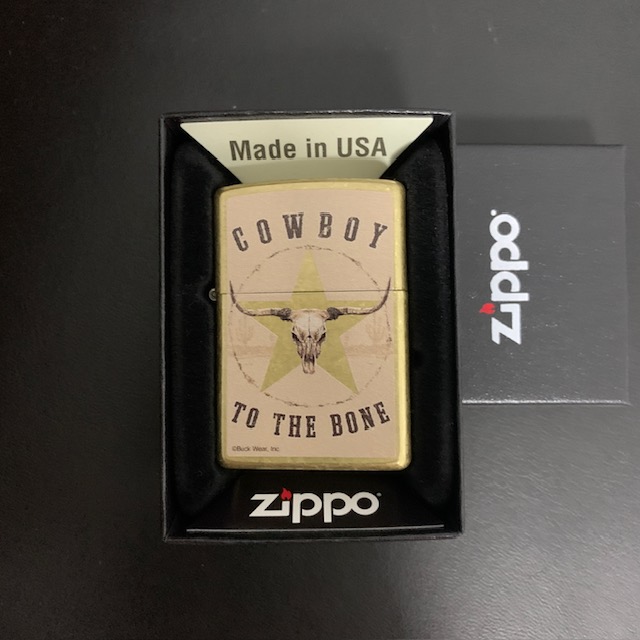 Made in USA
COWBOY
TO THE BONE
©Buck Wear, Inc
zippo®
zippo®